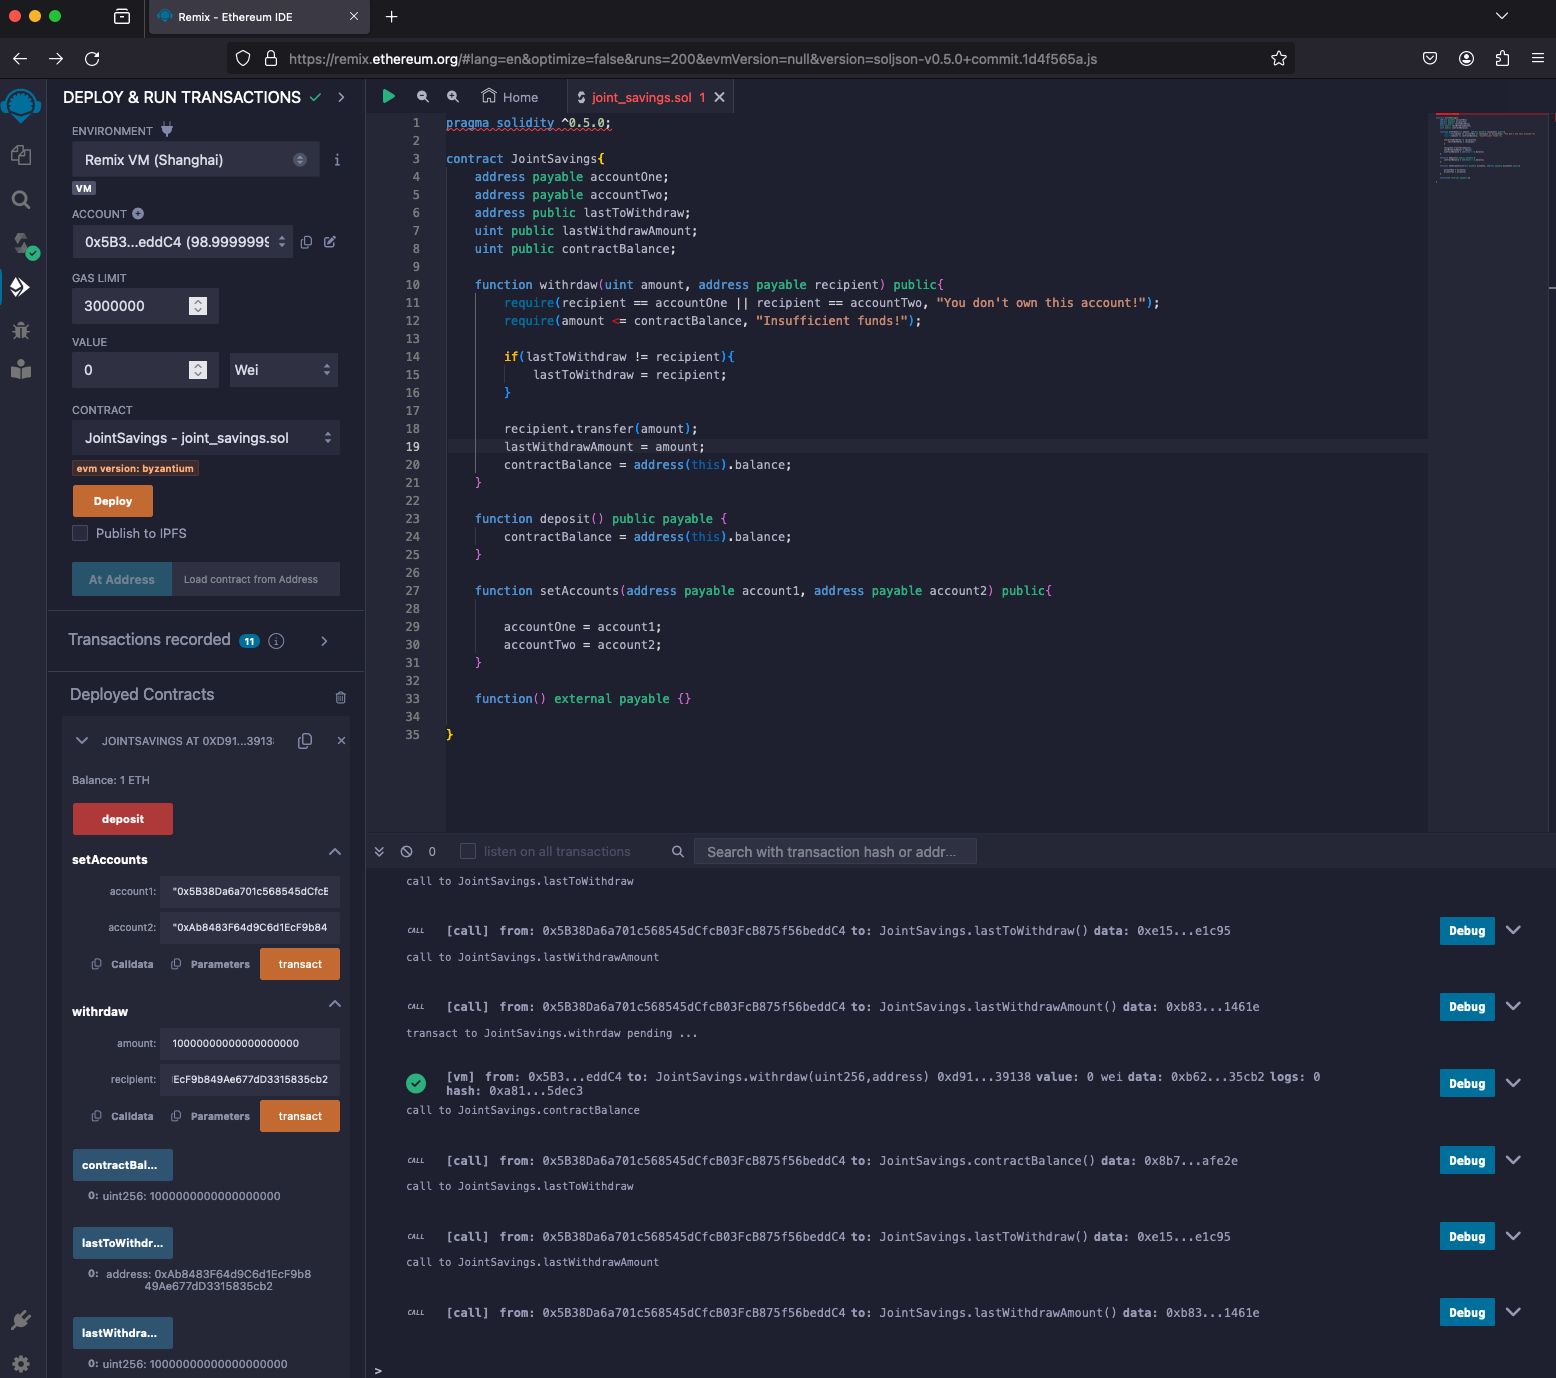 Remix - Ethereum IDE
https://remix.ethereum.org/#lang=en&optimize=false&runs=200&evmVersion=null&version=soljson-v0.5.0+commit.1d4f565a.js
DEPLOY & RUN TRANSACTIONS
ENVIRONMENT
Remix VM (Shanghai)
VM
ACCOUNT
0x5B3...eddC4 (98.9999999
GAS LIMIT
3000000
VALUE
0
Wei
CONTRACT
JointSavings - joint_savings.sol
evm version: byzantium
Deploy
Publish to IPFS
At Address
Load contract from Address
Transactions recorded 11
Deployed Contracts
JOINTSAVINGS AT 0XD91...3913
Balance: 1 ETH
deposit
setAccounts
account1: "0x5B38Da6a701c568545dCfcB
account2: "0xAb8483F64d9C6d1EcF9b84
Calldata Parameters transact
withrdaw
amount: 10000000000000000000
recipient: EcF9b849Ae677dD3315835cb2
Calldata Parameters transact
contractBal...
0: uint256: 1000000000000000000
lastToWithdr...
0: address: 0xAb8483F64d9C6d1EcF9b8
49Ae677dD3315835cb2
lastWithdra...
0: uint256: 10000000000000000000
Home
joint_savings.sol 1
1 pragma solidity ^0.5.0;
2
3 contract JointSavings{
4 address payable accountOne;
5 address payable accountTwo;
6 address public lastToWithdraw;
7 uint public lastWithdrawAmount;
8 uint public contractBalance;
9
10 function withrdaw(uint amount, address payable recipient) public{
11 require(recipient == accountOne || recipient == accountTwo, "You don't own this account!");
12 require(amount <= contractBalance, "Insufficient funds!");
13
14 if(lastToWithdraw != recipient){
15 lastToWithdraw = recipient;
16 }
17
18 recipient.transfer(amount);
19 lastWithdrawAmount = amount;
20 contractBalance = address(this).balance;
21 }
22
23 function deposit() public payable {
24 contractBalance = address(this).balance;
25 }
26
27 function setAccounts(address payable account1, address payable account2) public{
28
29 accountOne = account1;
30 accountTwo = account2;
31 }
32
33 function() external payable {}
34
35 }
0 listen on all transactions Search with transaction hash or addr...
call to JointSavings.lastToWithdraw
CALL [call] from: 0x5B38Da6a701c568545dCfcB03FcB875f56beddC4 to: JointSavings.lastToWithdraw() data: 0xe15...e1c95 Debug
call to JointSavings.lastWithdrawAmount
CALL [call] from: 0x5B38Da6a701c568545dCfcB03FcB875f56beddC4 to: JointSavings.lastWithdrawAmount() data: 0xb83...1461e Debug
transact to JointSavings.withrdaw pending ...
[vm] from: 0x5B3...eddC4 to: JointSavings.withrdaw(uint256,address) 0xd91...39138 value: 0 wei data: 0xb62...35cb2 logs: 0 Debug
hash: 0xa81...5dec3
call to JointSavings.contractBalance
CALL [call] from: 0x5B38Da6a701c568545dCfcB03FcB875f56beddC4 to: JointSavings.contractBalance() data: 0x8b7...afe2e Debug
call to JointSavings.lastToWithdraw
CALL [call] from: 0x5B38Da6a701c568545dCfcB03FcB875f56beddC4 to: JointSavings.lastToWithdraw() data: 0xe15...e1c95 Debug
call to JointSavings.lastWithdrawAmount
CALL [call] from: 0x5B38Da6a701c568545dCfcB03FcB875f56beddC4 to: JointSavings.lastWithdrawAmount() data: 0xb83...1461e Debug
>